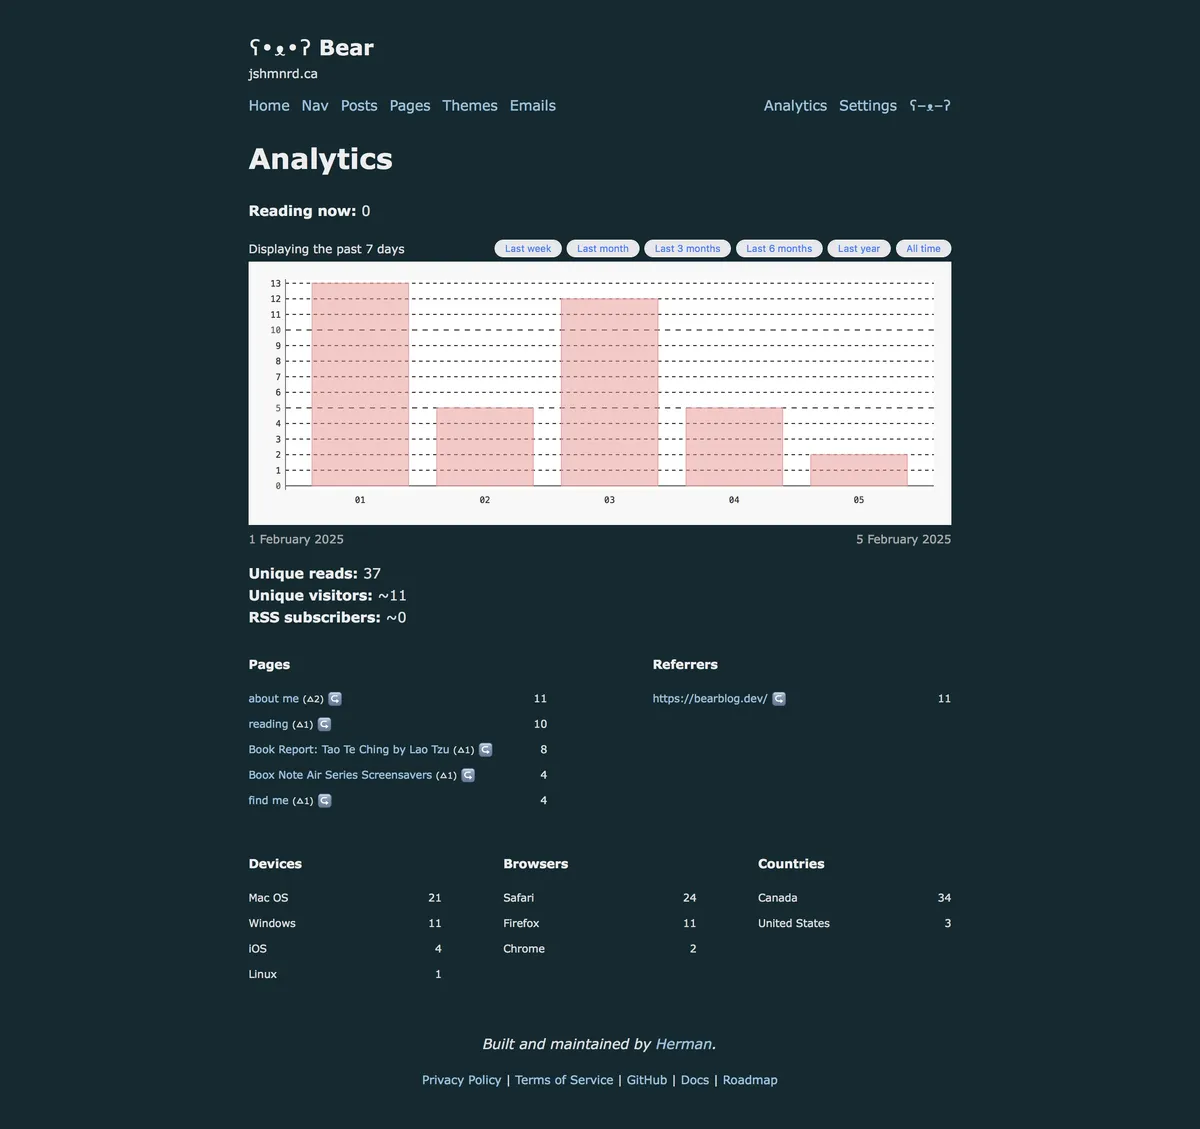 ʕ•ᴥ•ʔ Bear
jshmnrd.ca
Home Nav Posts Pages Themes Emails Analytics Settings ʕ–ᴥ–ʔ
Analytics
Reading now: 0
Displaying the past 7 days Last week Last month Last 3 months Last 6 months Last year All time
13
12
11
10
9
8
7
6
5
4
3
2
1
0
01 02 03 04 05
1 February 2025 5 February 2025
Unique reads: 37
Unique visitors: ~11
RSS subscribers: ~0
Pages Referrers
about me (▵2) 11 https://bearblog.dev/ 11
reading (▵1) 10
Book Report: Tao Te Ching by Lao Tzu (▵1) 8
Boox Note Air Series Screensavers (▵1) 4
find me (▵1) 4
Devices Browsers Countries
Mac OS 21 Safari 24 Canada 34
Windows 11 Firefox 11 United States 3
iOS 4 Chrome 2
Linux 1
Built and maintained by Herman.
Privacy Policy | Terms of Service | GitHub | Docs | Roadmap